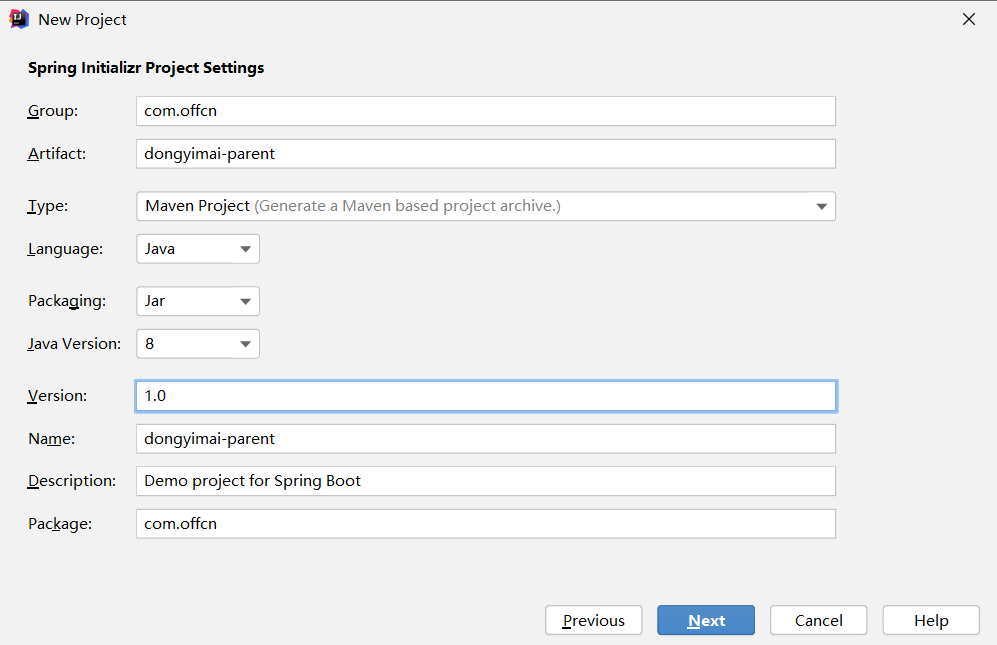 New Project
Spring Initializr Project Settings
Group: com.offcn
Artifact: dongyimai-parent
Type: Maven Project (Generate a Maven based project archive.)
Language: Java
Packaging: Jar
Java Version: 8
Version: 1.0
Name: dongyimai-parent
Description: Demo project for Spring Boot
Package: com.offcn
Previous Next Cancel Help